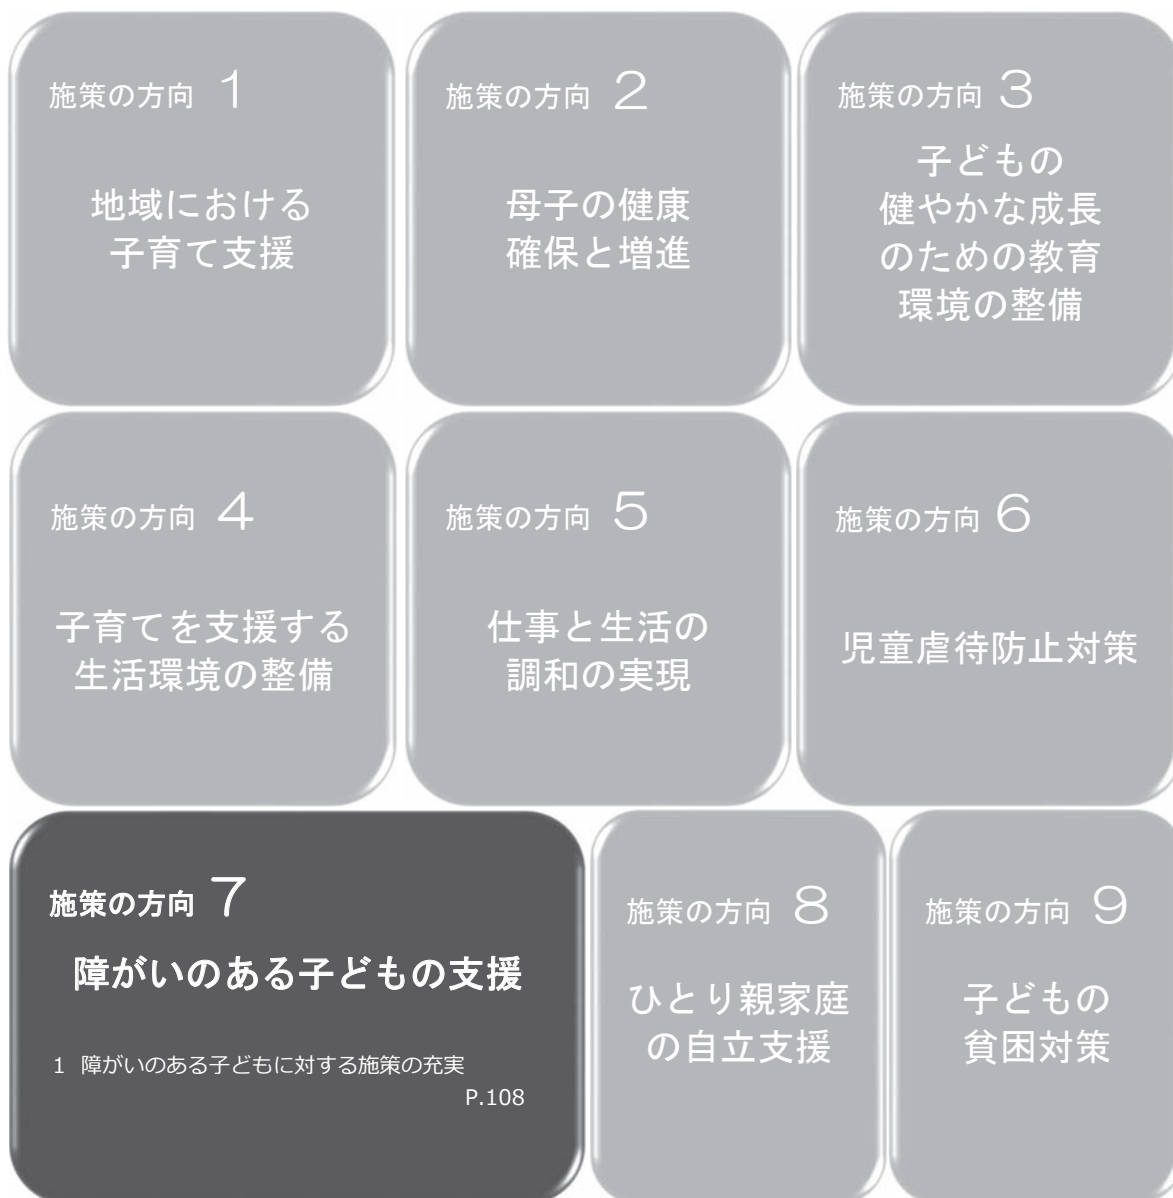 施策の方向 1
地域における
子育て支援
施策の方向 2
母子の健康
確保と増進
施策の方向 3
子どもの
健やかな成長
のための教育
環境の整備
施策の方向 4
子育てを支援する
生活環境の整備
施策の方向 5
仕事と生活の
調和の実現
施策の方向 6
児童虐待防止対策
施策の方向 7
障がいのある子どもの支援
1 障がいのある子どもに対する施策の充実
P.108
施策の方向 8
ひとり親家庭
の自立支援
施策の方向 9
子どもの
貧困対策